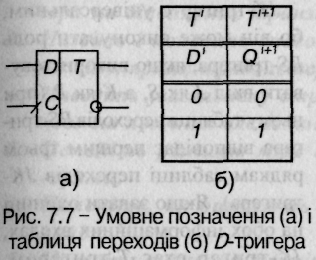 D T
C
T^i T^{i+1}
D^i Q^{i+1}
0 0
1 1
а) б)
Рис. 7.7 – Умовне позначення (а) і
таблиця переходів (б) D-тригера